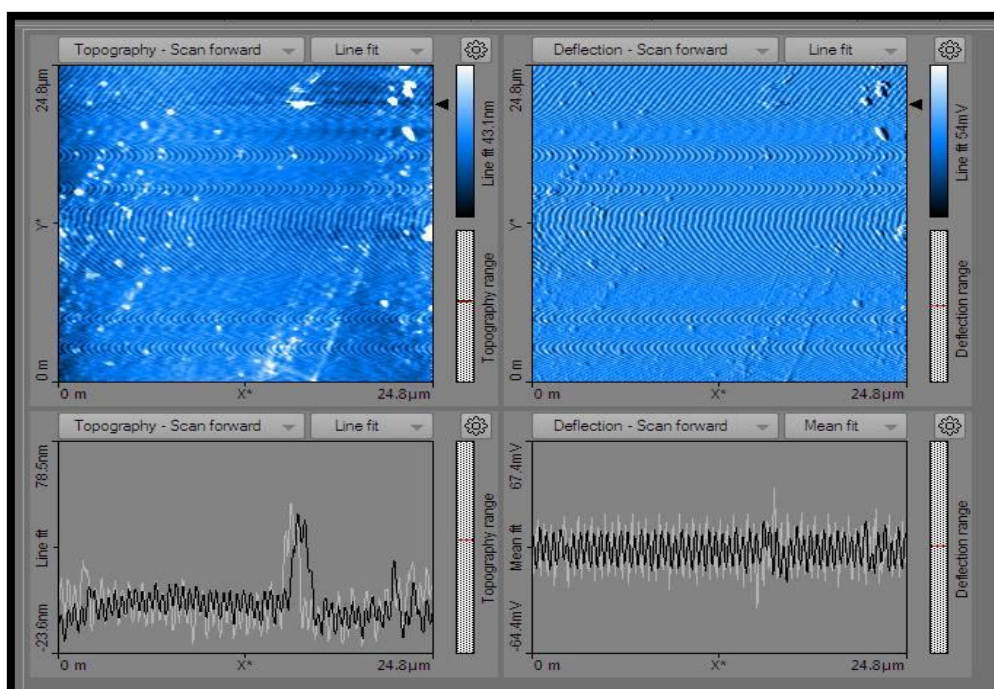 Topography - Scan forward Line fit
24.8µm
Y*
0 m
0 m X* 24.8µm
Line fit 43.1nm
Topography range
Deflection - Scan forward Line fit
24.8µm
Y*
0 m
0 m X* 24.8µm
Line fit 54mV
Deflection range
Topography - Scan forward Line fit
78.5nm
Line fit
-23.6nm
0 m X* 24.8µm
Topography range
Deflection - Scan forward Mean fit
67.4mV
Mean fit
-64.4mV
0 m X* 24.8µm
Deflection range